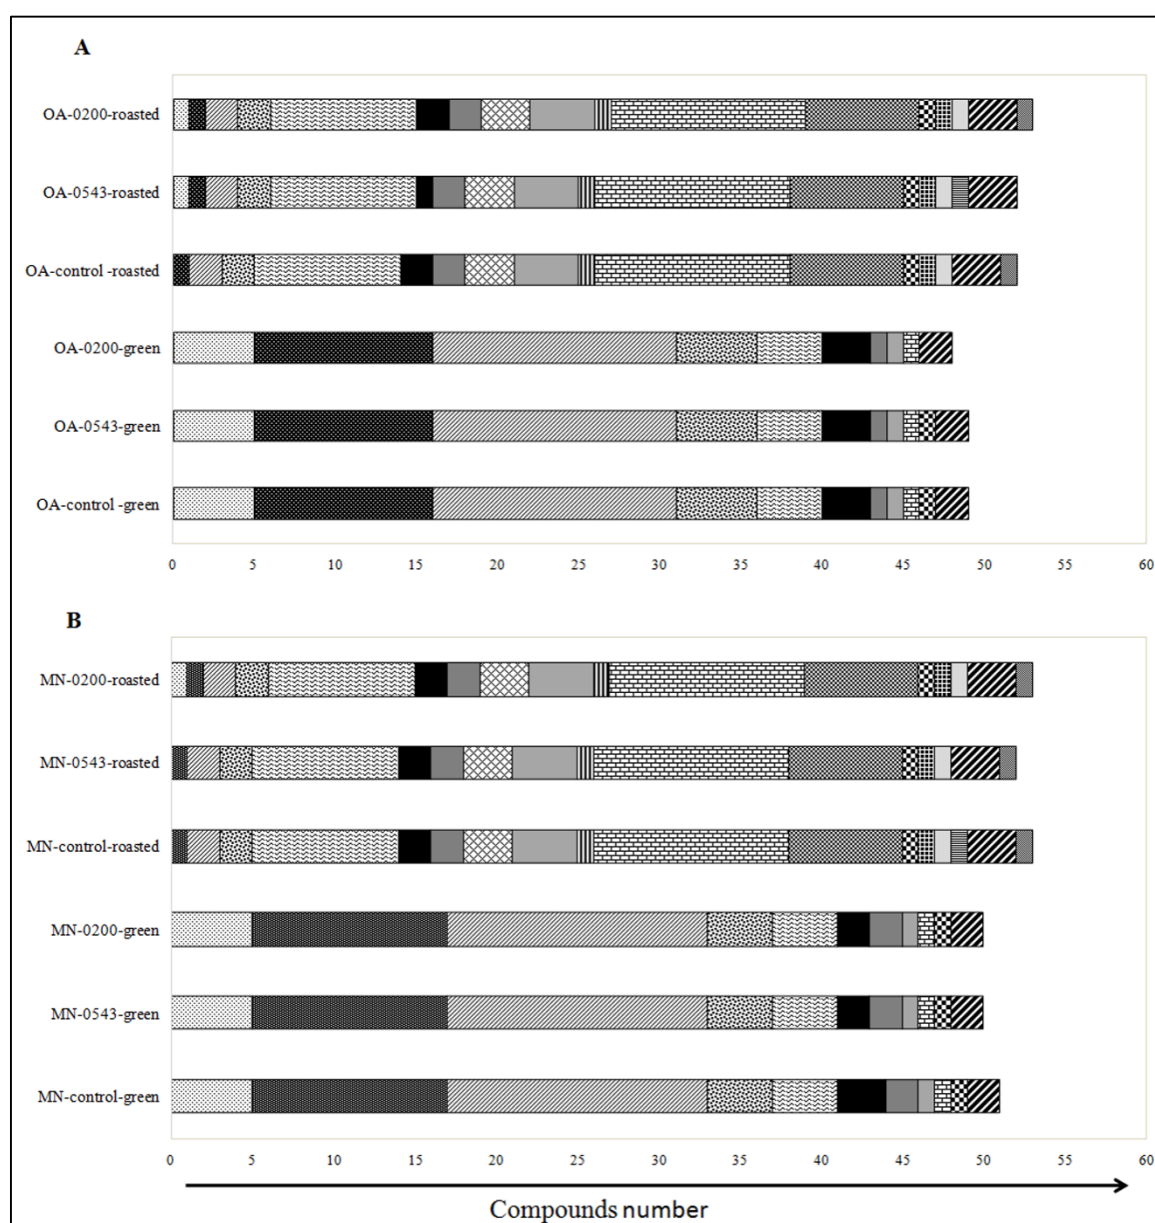 A
OA-0200-roasted
OA-0543-roasted
OA-control -roasted
OA-0200-green
OA-0543-green
OA-control -green
0 5 10 15 20 25 30 35 40 45 50 55 60
B
MN-0200-roasted
MN-0543-roasted
MN-control-roasted
MN-0200-green
MN-0543-green
MN-control-green
0 5 10 15 20 25 30 35 40 45 50 55 60
Compounds number